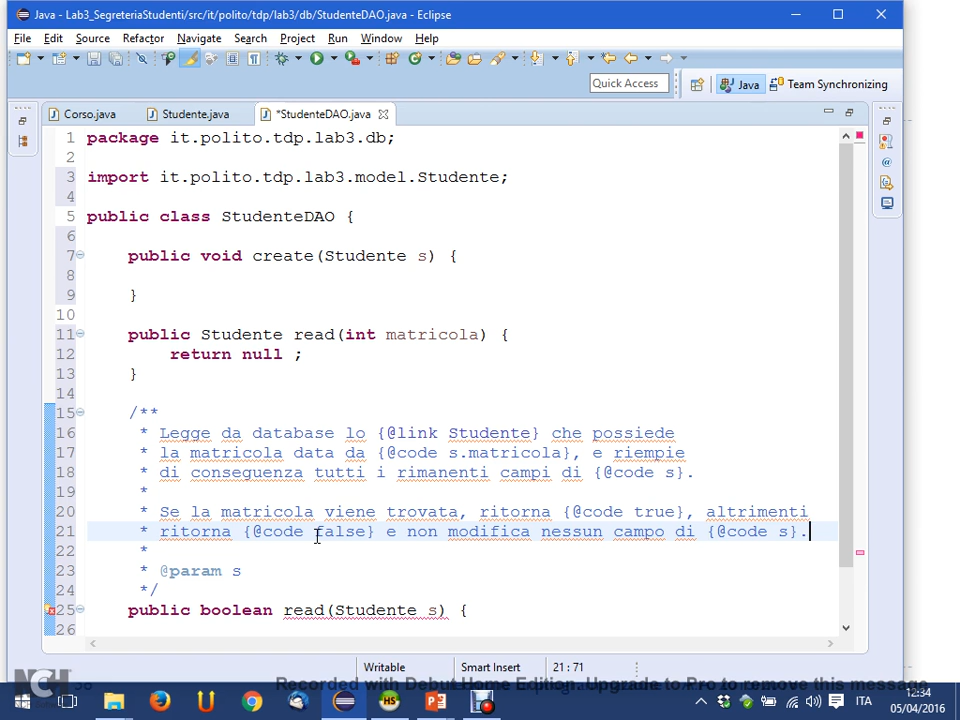 Java - Lab3_SegreteriaStudenti/src/it/polito/tdp/lab3/db/StudenteDAO.java - Eclipse
File Edit Source Refactor Navigate Search Project Run Window Help
Quick Access Java Team Synchronizing
Corso.java Studente.java *StudenteDAO.java
1 package it.polito.tdp.lab3.db;
2
3 import it.polito.tdp.lab3.model.Studente;
4
5 public class StudenteDAO {
6
7 public void create(Studente s) {
8
9 }
10
11 public Studente read(int matricola) {
12 return null ;
13 }
14
15 /**
16 * Legge da database lo {@link Studente} che possiede
17 * la matricola data da {@code s.matricola}, e riempie
18 * di conseguenza tutti i rimanenti campi di {@code s}.
19 *
20 * Se la matricola viene trovata, ritorna {@code true}, altrimenti
21 * ritorna {@code false} e non modifica nessun campo di {@code s}.
22 *
23 * @param s
24 */
25 public boolean read(Studente s) {
26
Writable Smart Insert 21 : 71
NCH Recorded with Debut Home Edition. Upgrade to Pro to remove this message
ITA 12:34
05/04/2016